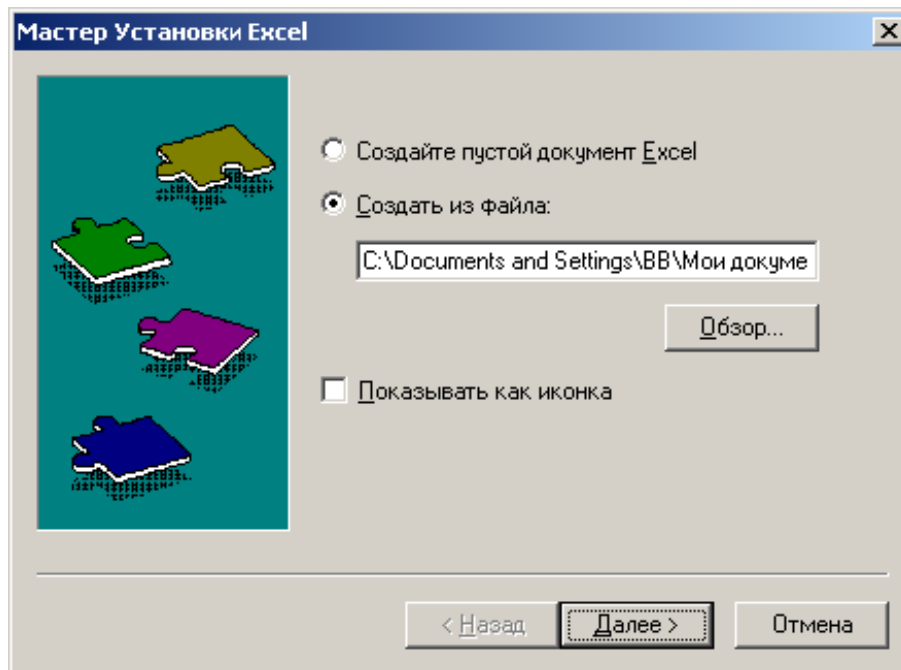 Мастер Установки Excel
Создайте пустой документ Excel
Создать из файла:
C:\Documents and Settings\BB\Мои докуме
Обзор...
Показывать как иконка
< Назад Далее > Отмена